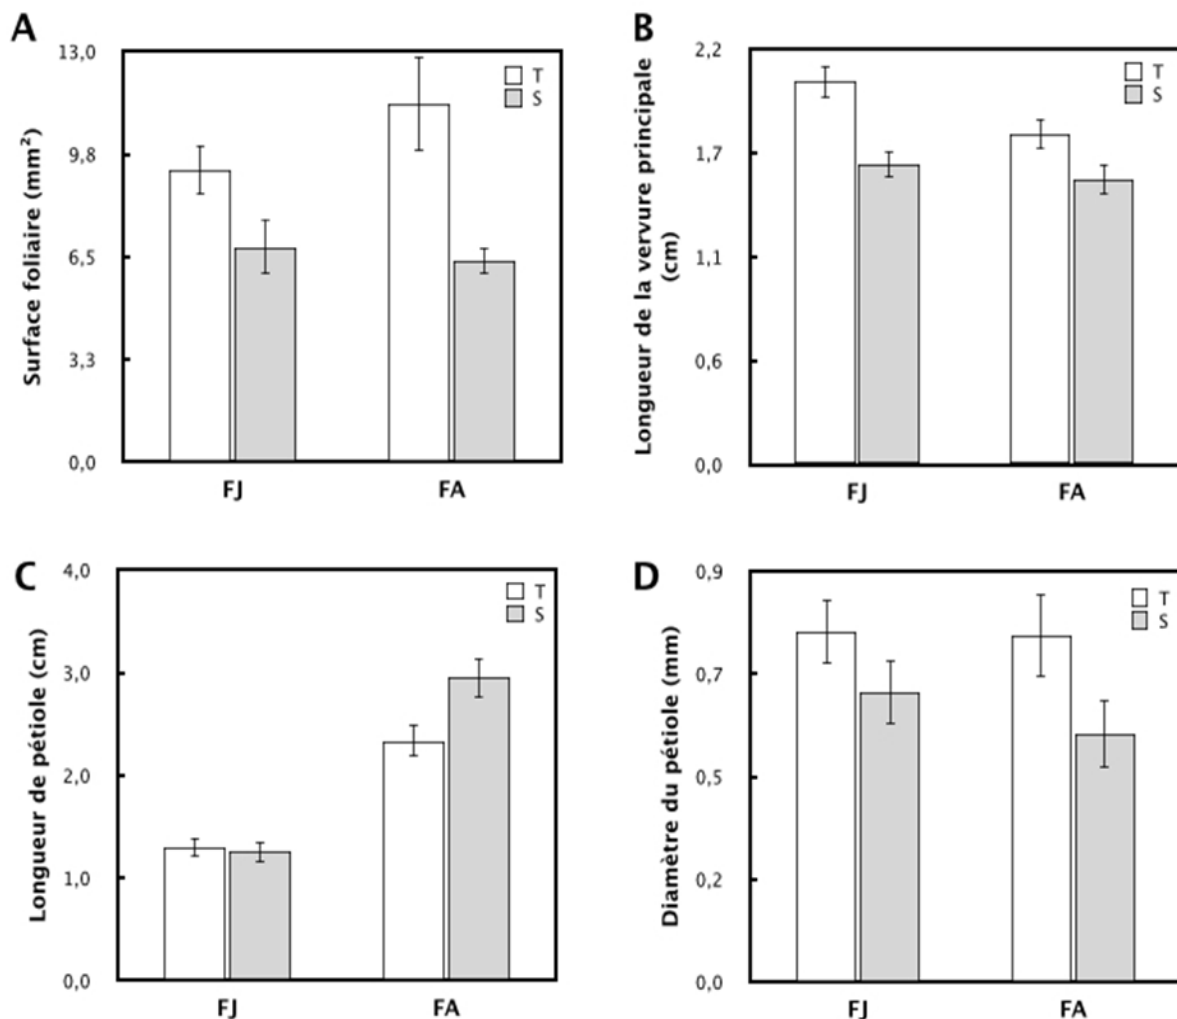 A
13,0
9,8
6,5
3,3
0,0
Surface foliaire (mm²)
T
S
FJ
FA
B
2,2
1,7
1,1
0,6
0,0
Longueur de la vervure principale
(cm)
T
S
FJ
FA
C
4,0
3,0
2,0
1,0
0,0
Longueur de pétiole (cm)
T
S
FJ
FA
D
0,9
0,7
0,5
0,2
0,0
Diamètre du pétiole (mm)
T
S
FJ
FA